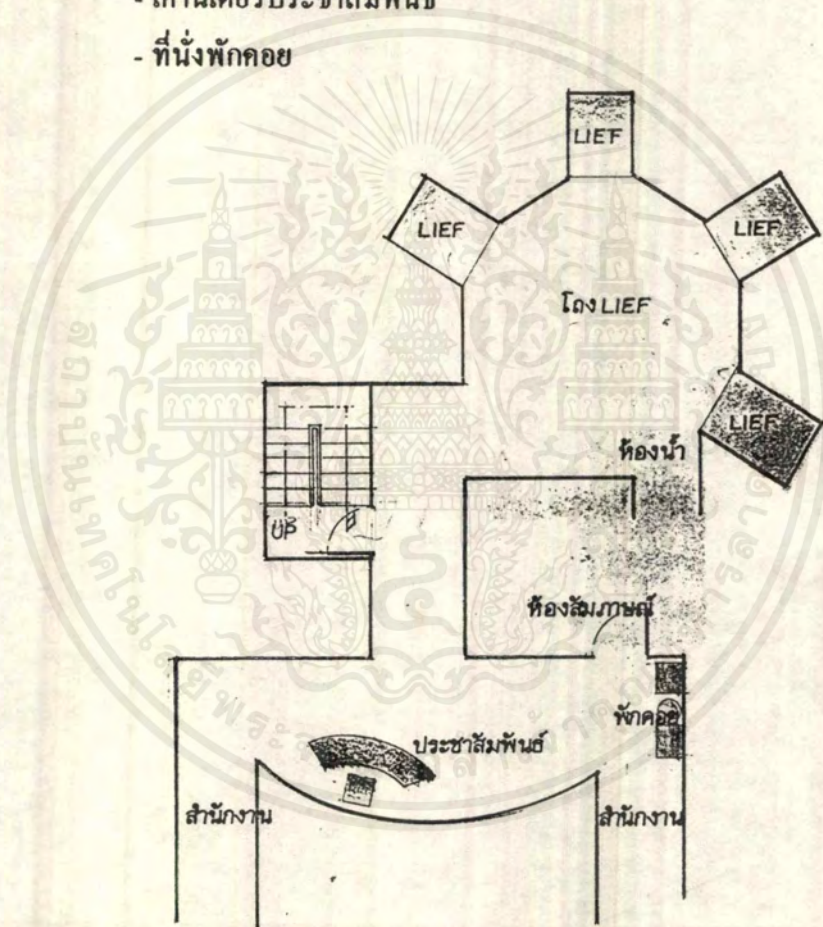 - ที่นั่งพักคอย
LIEF
LIEF
LIEF
โถง LIEF
LIEF
ห้องน้ำ
UP
ห้องสัมภาษณ์
พักคอย
ประชาสัมพันธ์
สำนักงาน
สำนักงาน